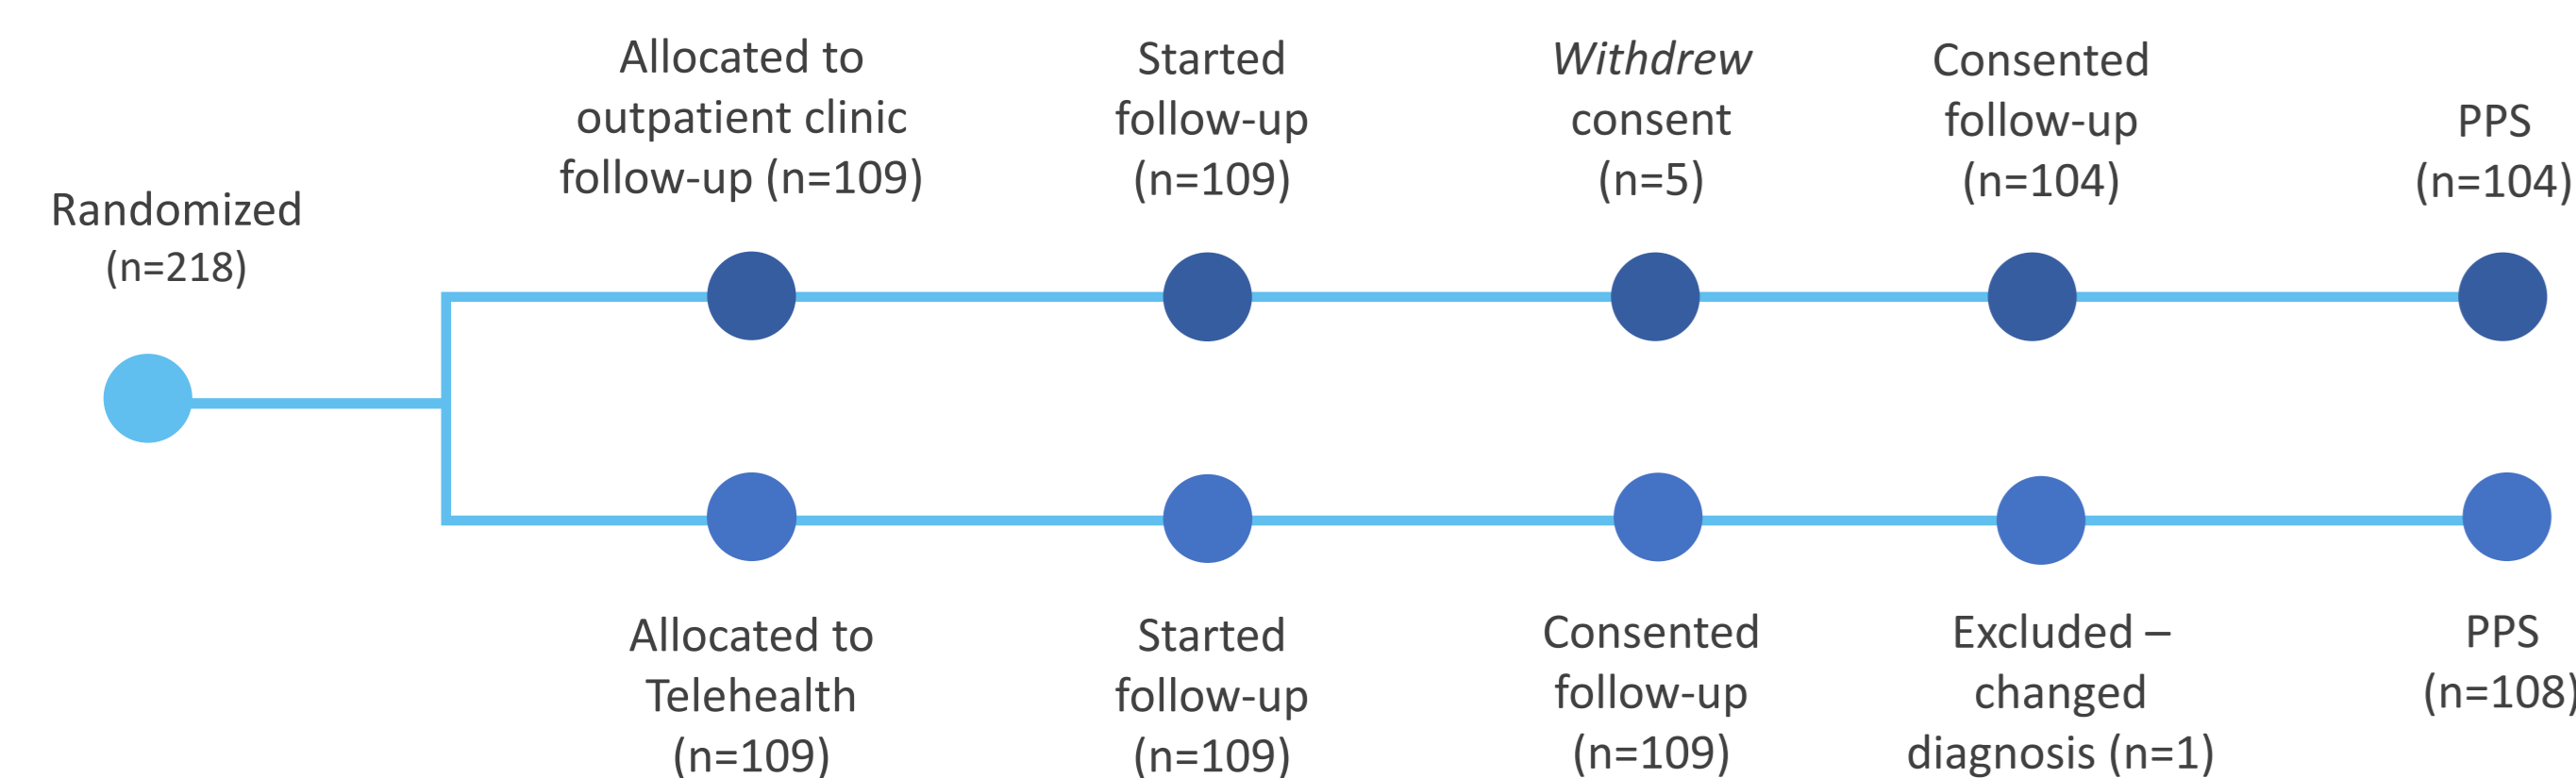 Randomized
(n=218)
Allocated to
outpatient clinic
follow-up (n=109)
Started
follow-up
(n=109)
Withdrew
consent
(n=5)
Consented
follow-up
(n=104)
PPS
(n=104)
Allocated to
Telehealth
(n=109)
Started
follow-up
(n=109)
Consented
follow-up
(n=109)
Excluded –
changed
diagnosis (n=1)
PPS
(n=108)